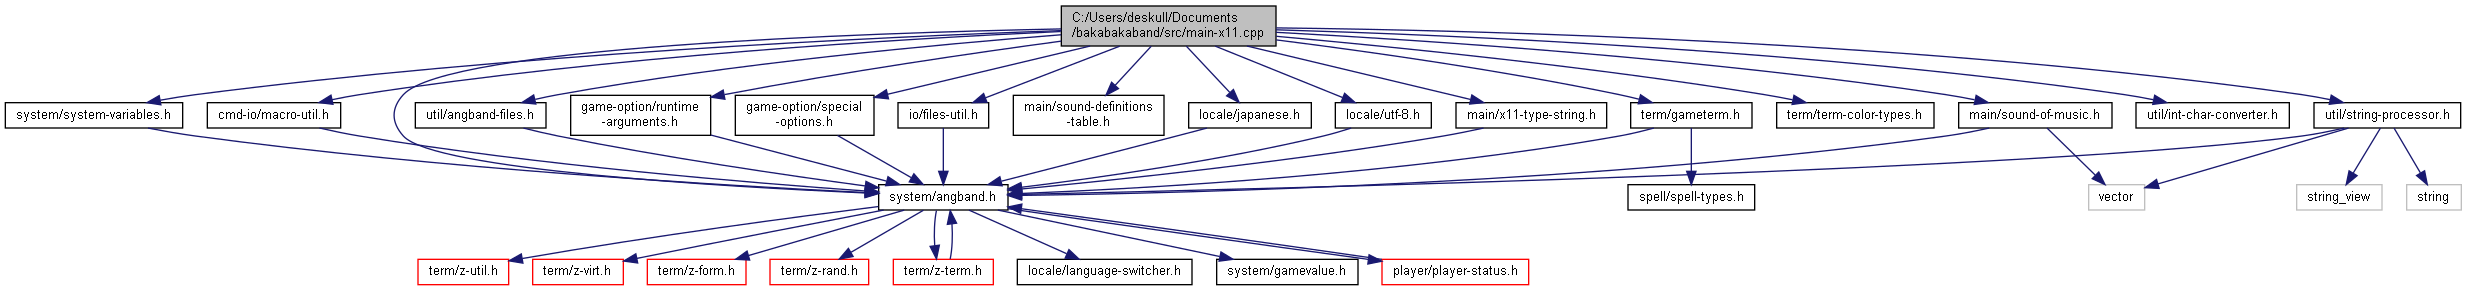 C:/Users/deskull/Documents
/bakabakaband/src/main-x11.cpp
system/system-variables.h
cmd-io/macro-util.h
util/angband-files.h
game-option/runtime
-arguments.h
game-option/special
-options.h
io/files-util.h
main/sound-definitions
-table.h
locale/japanese.h
locale/utf-8.h
main/x11-type-string.h
term/gameterm.h
term/term-color-types.h
main/sound-of-music.h
util/int-char-converter.h
util/string-processor.h
system/angband.h
spell/spell-types.h
vector
string_view
string
term/z-util.h
term/z-virt.h
term/z-form.h
term/z-rand.h
term/z-term.h
locale/language-switcher.h
system/gamevalue.h
player/player-status.h